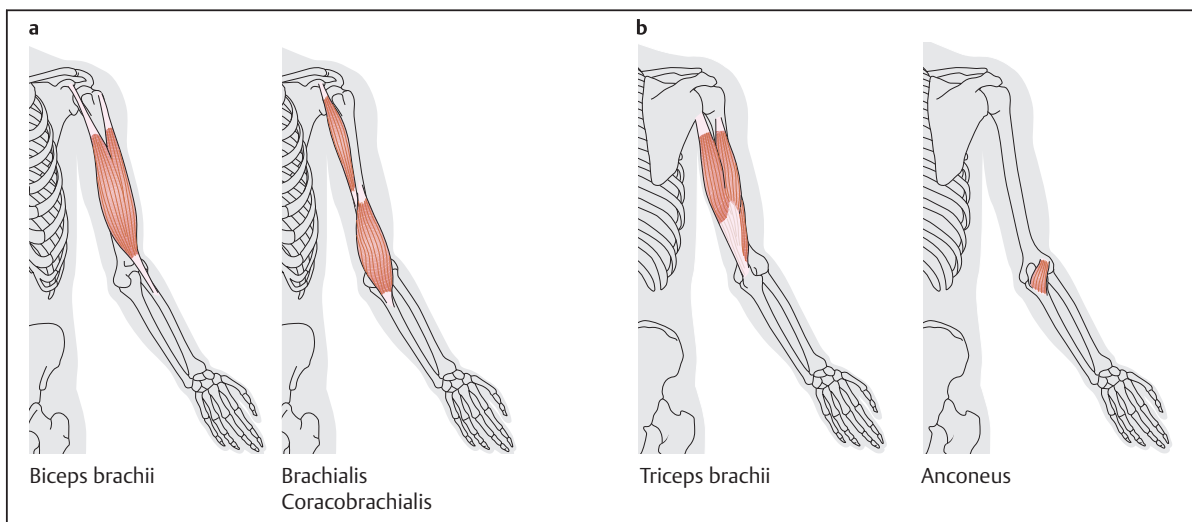 a
b
Biceps brachii
Brachialis
Coracobrachialis
Triceps brachii
Anconeus